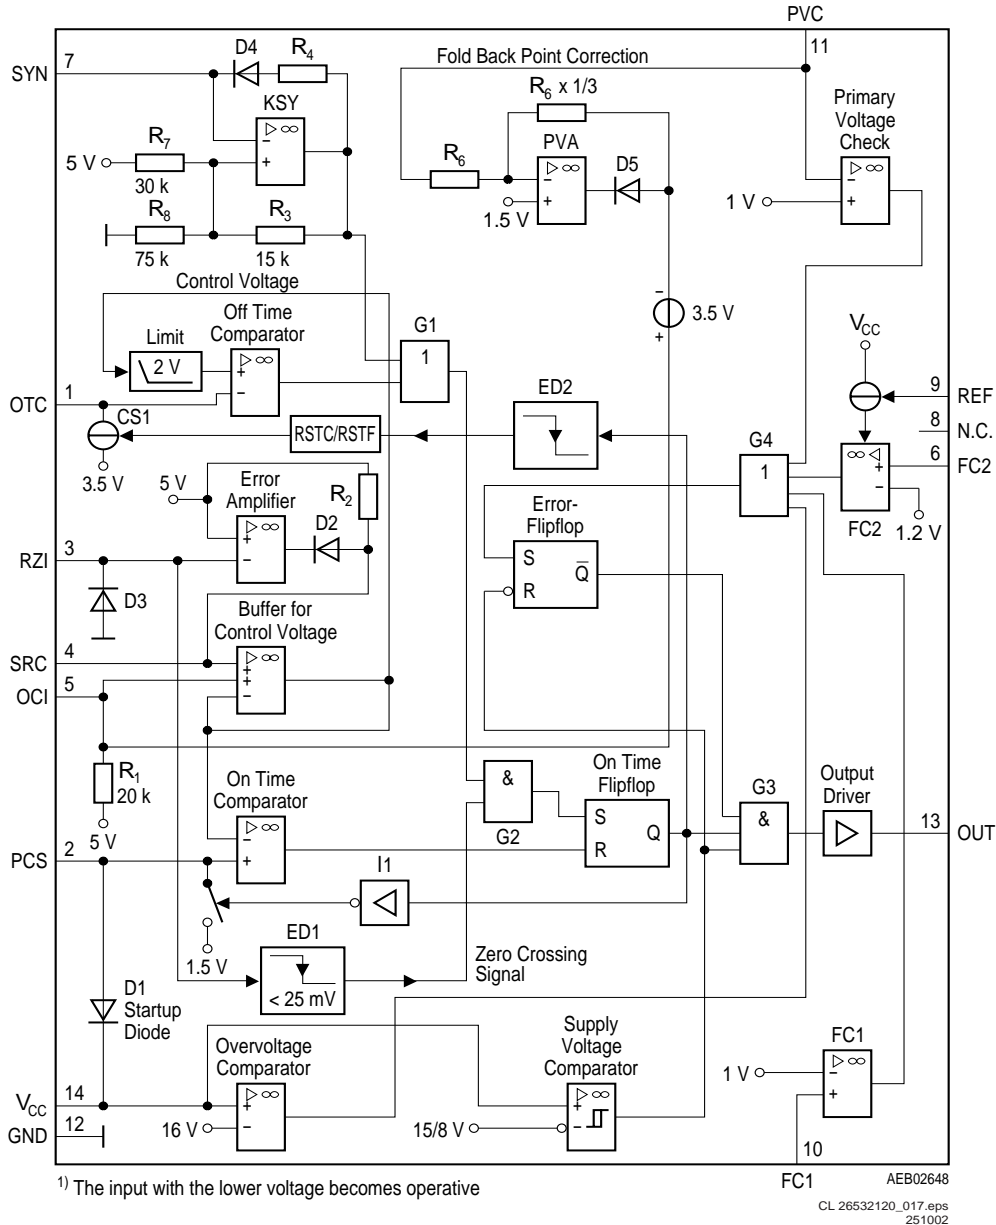 PVC
11
7
SYN
D4
R4
KSY
▷ ∞
−
+
R7
5 V
30 k
R8
75 k
R3
15 k
Fold Back Point Correction
R6 x 1/3
R6
PVA
▷ ∞
−
+
1.5 V
D5
Primary
Voltage
Check
▷ ∞
−
+
1 V
−
3.5 V
+
Control Voltage
Off Time
Comparator
▷ ∞
+
−
Limit
2 V
G1
1
1
OTC
CS1
3.5 V
RSTC/RSTF
ED2
VCC
9
REF
8
N.C.
6
FC2
∞ ◁
+
−
FC2
1.2 V
G4
1
5 V
Error
Amplifier
▷ ∞
+
−
R2
D2
3
RZI
D3
Error-
Flipflop
S
R
Q̅
Buffer for
Control Voltage
▷ ∞
+
+
−
4
SRC
5
OCI
R1
20 k
5 V
On Time
Comparator
▷ ∞
−
+
&
G2
On Time
Flipflop
S
R
Q
G3
&
Output
Driver
▷
13
OUT
2
PCS
1.5 V
I1
◁
ED1
< 25 mV
Zero Crossing
Signal
D1
Startup
Diode
Overvoltage
Comparator
▷ ∞
+
−
16 V
Supply
Voltage
Comparator
▷ ∞
+
−
15/8 V
FC1
▷ ∞
−
+
1 V
14
VCC
12
GND
10
FC1
1) The input with the lower voltage becomes operative
AEB02648
CL 26532120_017.eps
251002